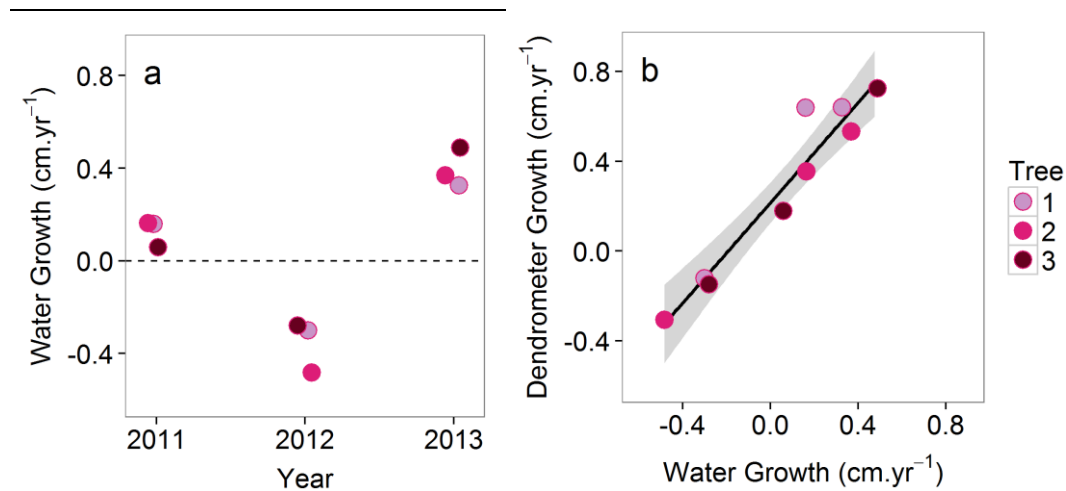 a
0.8
0.4
0.0
-0.4
Water Growth (cm.yr⁻¹)
2011 2012 2013
Year
b
0.8
0.4
0.0
-0.4
Dendrometer Growth (cm.yr⁻¹)
-0.4 0.0 0.4 0.8
Water Growth (cm.yr⁻¹)
Tree
1
2
3